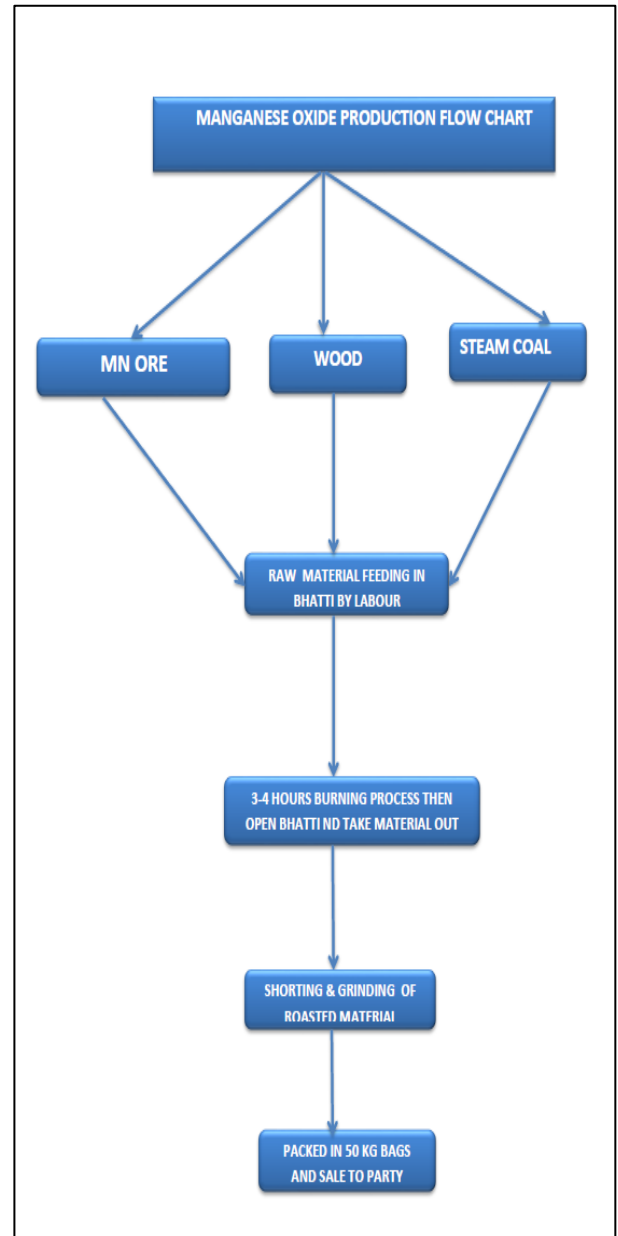 MANGANESE OXIDE PRODUCTION FLOW CHART
MN ORE
WOOD
STEAM COAL
RAW MATERIAL FEEDING IN
BHATTI BY LABOUR
3-4 HOURS BURNING PROCESS THEN
OPEN BHATTI ND TAKE MATERIAL OUT
SHORTING & GRINDING OF
ROASTED MATERIAL
PACKED IN 50 KG BAGS
AND SALE TO PARTY